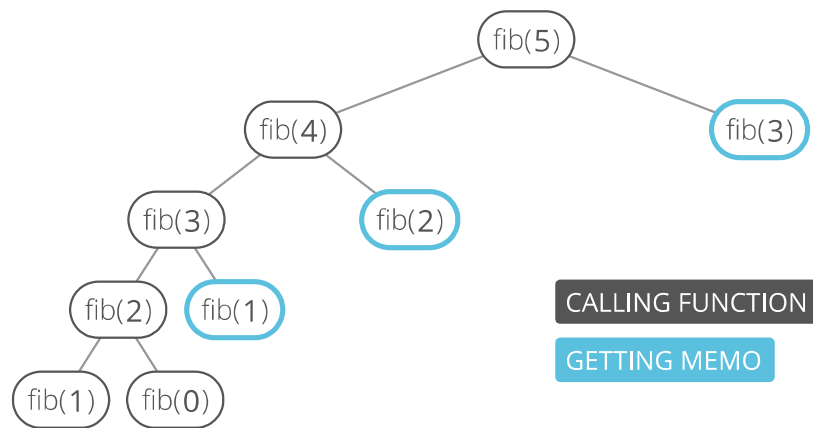 fib(5)
fib(4)
fib(3)
fib(3)
fib(2)
fib(2)
fib(1)
fib(1)
fib(0)
CALLING FUNCTION
GETTING MEMO